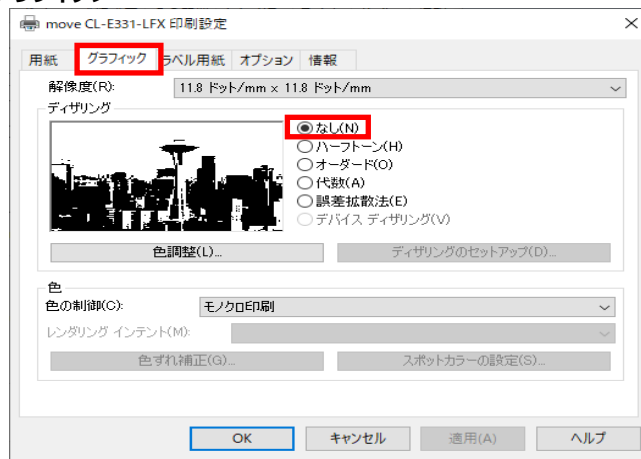 move CL-E331-LFX 印刷設定
用紙 グラフィック ラベル用紙 オプション 情報
解像度(R): 11.8 ドット/mm x 11.8 ドット/mm
ディザリング
なし(N)
ハーフトーン(H)
オーダード(O)
代数(A)
誤差拡散法(E)
デバイス ディザリング(V)
色調整(L)... ディザリングのセットアップ(D)...
色
色の制御(C): モノクロ印刷
レンダリング インテント(M):
色ずれ補正(G)... スポットカラーの設定(S)...
OK キャンセル 適用(A) ヘルプ